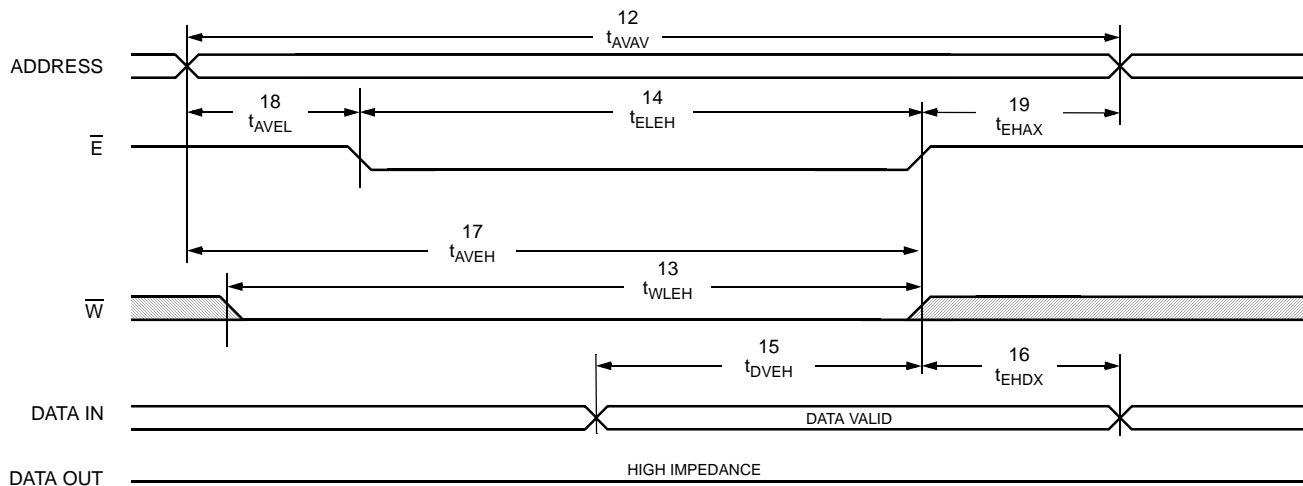 12
tAVAV
ADDRESS
18
tAVEL
14
tELEH
19
tEHAX
E
17
tAVEH
13
tWLEH
W
15
tDVEH
16
tEHDX
DATA IN
DATA VALID
DATA OUT
HIGH IMPEDANCE